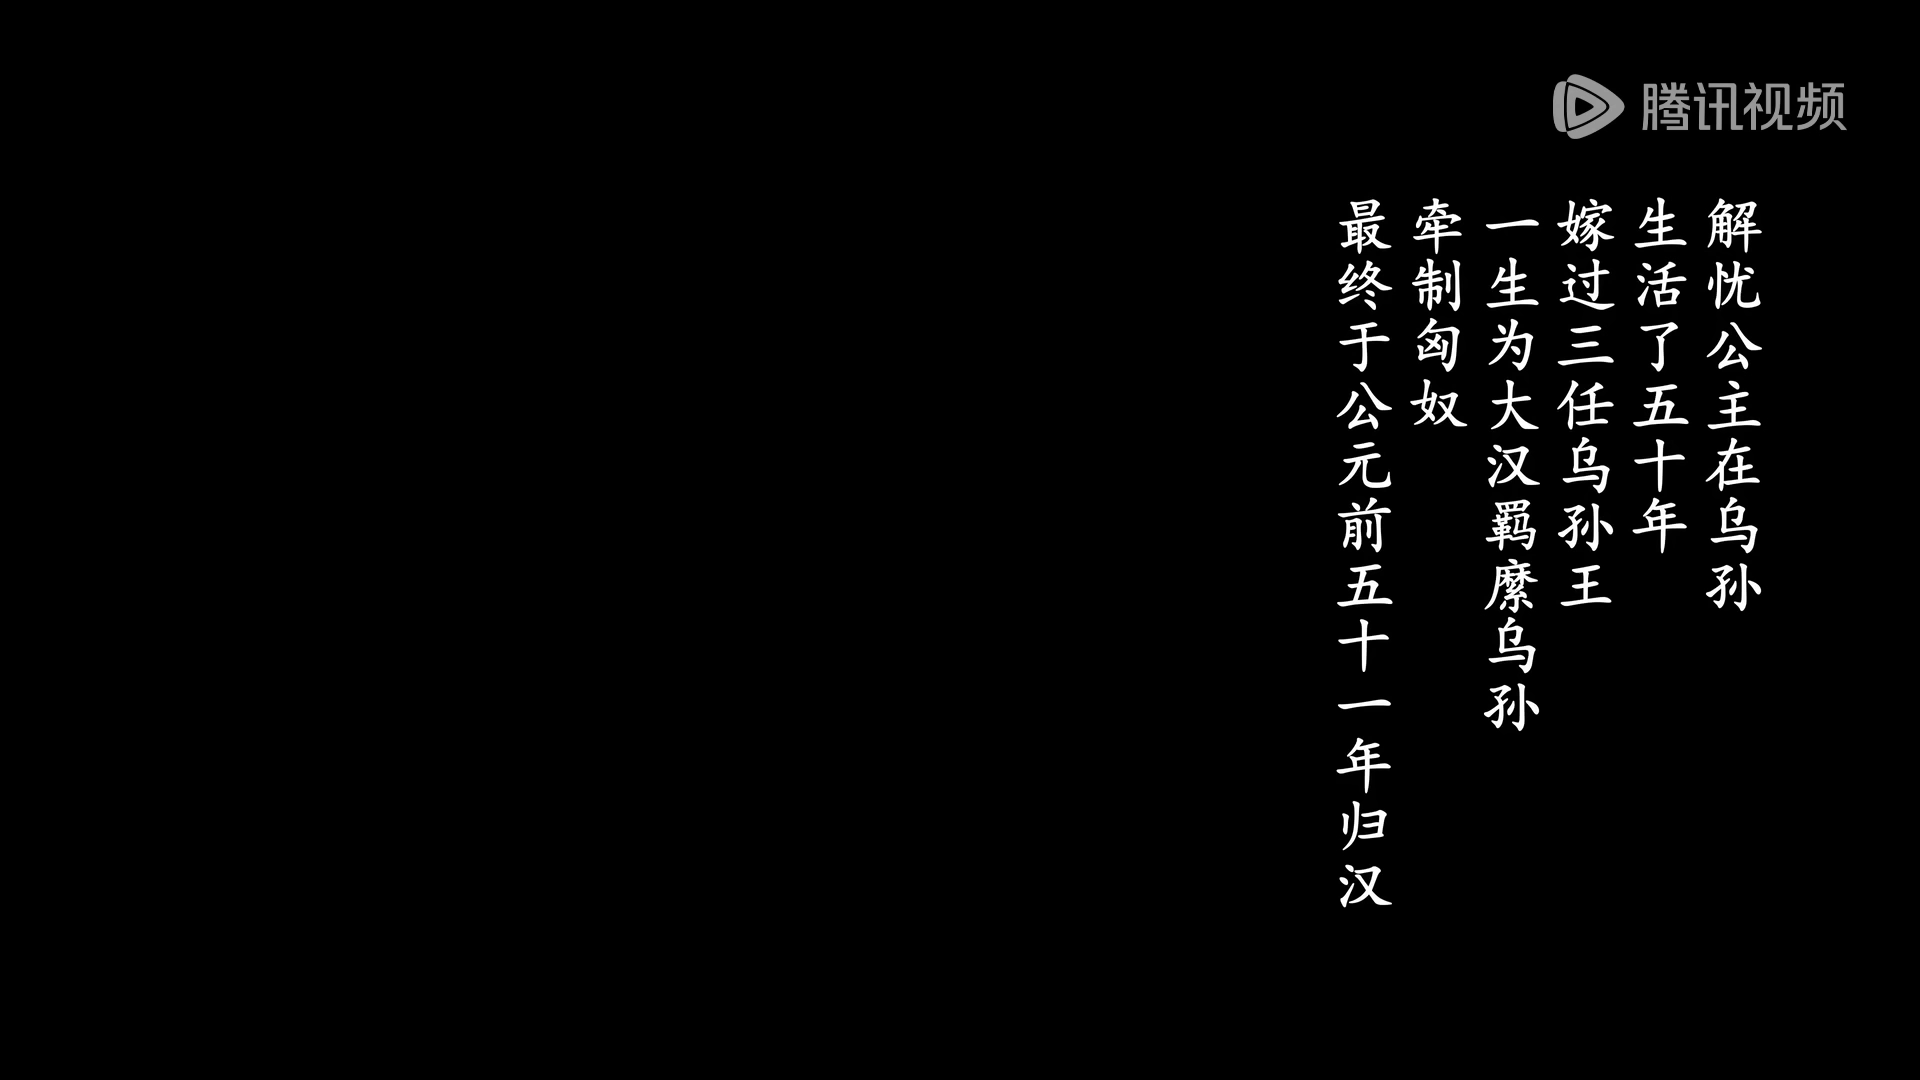 腾讯视频
解忧公主在乌孙
生活了五十年
嫁过三任乌孙王
一生为大汉羁縻乌孙
牵制匈奴
最终于公元前五十一年归汉